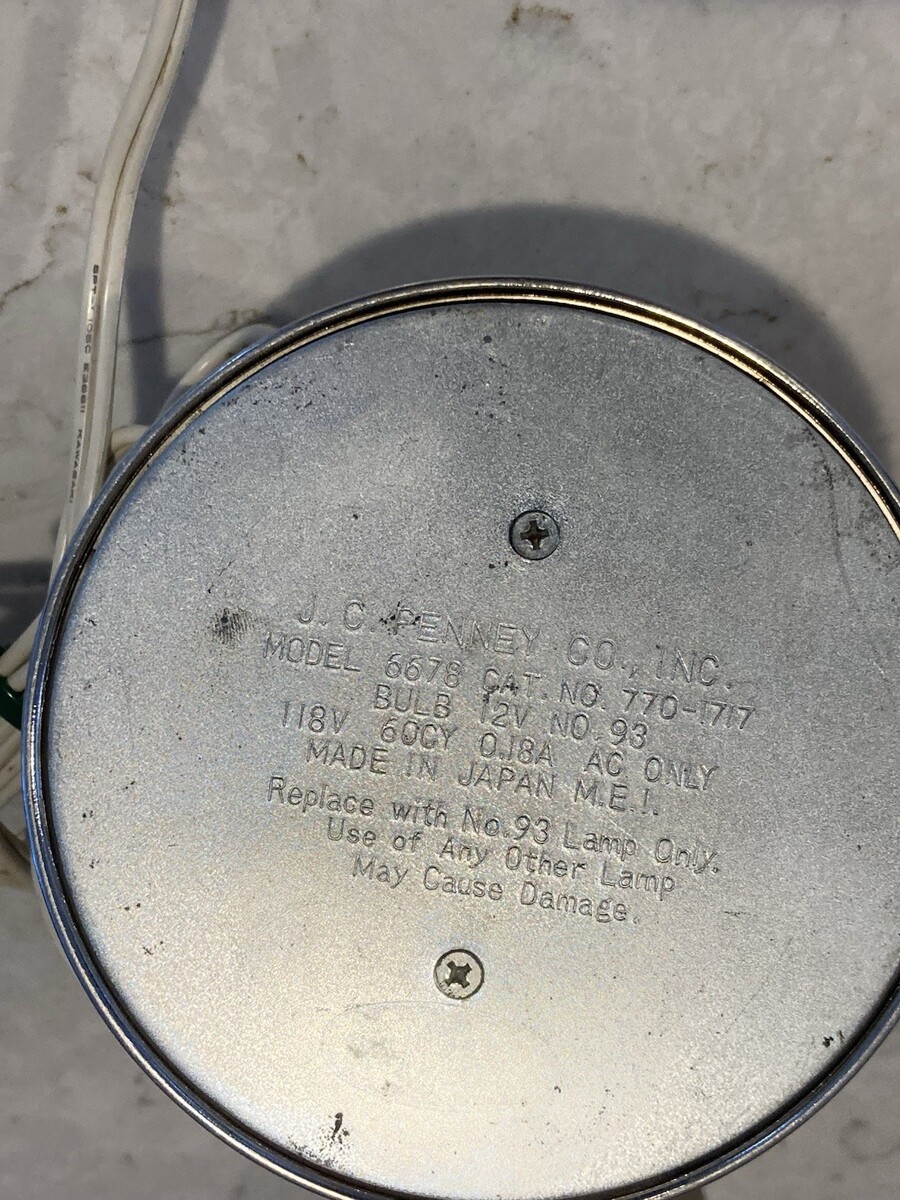 J. C. PENNEY CO., INC.
MODEL 6678 CAT. NO. 770-1717
BULB 12V NO. 93
118V 60CY 0.18A AC ONLY
MADE IN JAPAN M.E.I.
Replace with No.93 Lamp Only.
Use of Any Other Lamp
May Cause Damage.